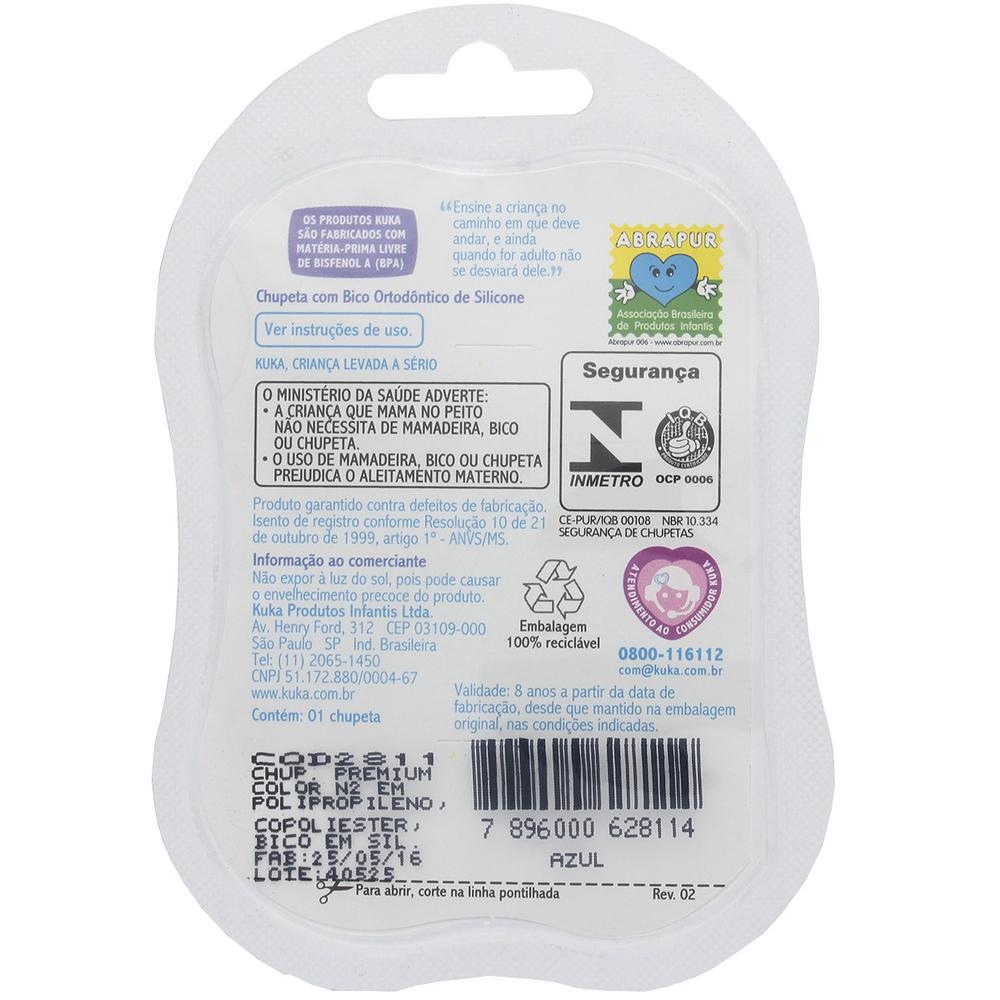 OS PRODUTOS KUKA
SÃO FABRICADOS COM
MATÉRIA-PRIMA LIVRE
DE BISFENOL A (BPA)
“Ensine a criança no
caminho em que deve
andar, e ainda
quando for adulto não
se desviará dele.”
ABRAPUR
Associação Brasileira
de Produtos Infantis
Abrapur 006 - www.abrapur.com.br
Chupeta com Bico Ortodôntico de Silicone
Ver instruções de uso.
KUKA, CRIANÇA LEVADA A SÉRIO
O MINISTÉRIO DA SAÚDE ADVERTE:
• A CRIANÇA QUE MAMA NO PEITO
NÃO NECESSITA DE MAMADEIRA, BICO
OU CHUPETA.
• O USO DE MAMADEIRA, BICO OU CHUPETA
PREJUDICA O ALEITAMENTO MATERNO.
Segurança
I.Q.B
PRODUTO CERTIFICADO
INMETRO OCP 0006
CE-PUR/IQB 00108 NBR 10.334
SEGURANÇA DE CHUPETAS
Produto garantido contra defeitos de fabricação.
Isento de registro conforme Resolução 10 de 21
de outubro de 1999, artigo 1º - ANVS/MS.
Informação ao comerciante
Não expor à luz do sol, pois pode causar
o envelhecimento precoce do produto.
Kuka Produtos Infantis Ltda.
Av. Henry Ford, 312 CEP 03109-000
São Paulo SP Ind. Brasileira
Tel: (11) 2065-1450
CNPJ 51.172.880/0004-67
www.kuka.com.br
Contém: 01 chupeta
Embalagem
100% reciclável
ATENDIMENTO AO CONSUMIDOR KUKA
0800-116112
com@kuka.com.br
Validade: 8 anos a partir da data de
fabricação, desde que mantido na embalagem
original, nas condições indicadas.
COD2811
CHUP. PREMIUM
COLOR N2 EM
POLIPROPILENO,
COPOLIESTER,
BICO EM SIL.
FAB:25/05/16
LOTE:40525
7 896000 628114
AZUL
Para abrir, corte na linha pontilhada
Rev. 02